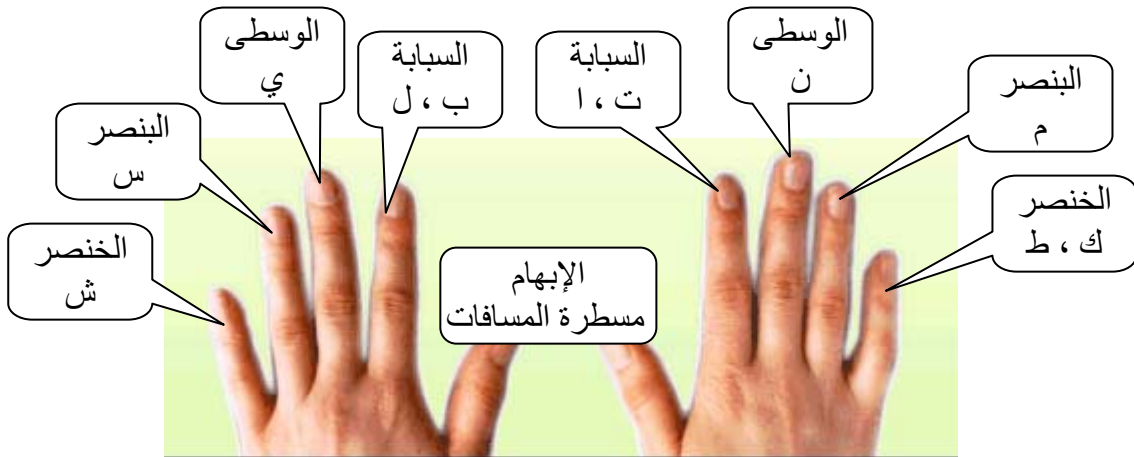 الوسطى
ن
السبابة
ت ، ا
السبابة
ب ، ل
الوسطى
ي
البنصر
م
البنصر
س
الخنصر
ك ، ط
الخنصر
ش
الإبهام
مسطرة المسافات